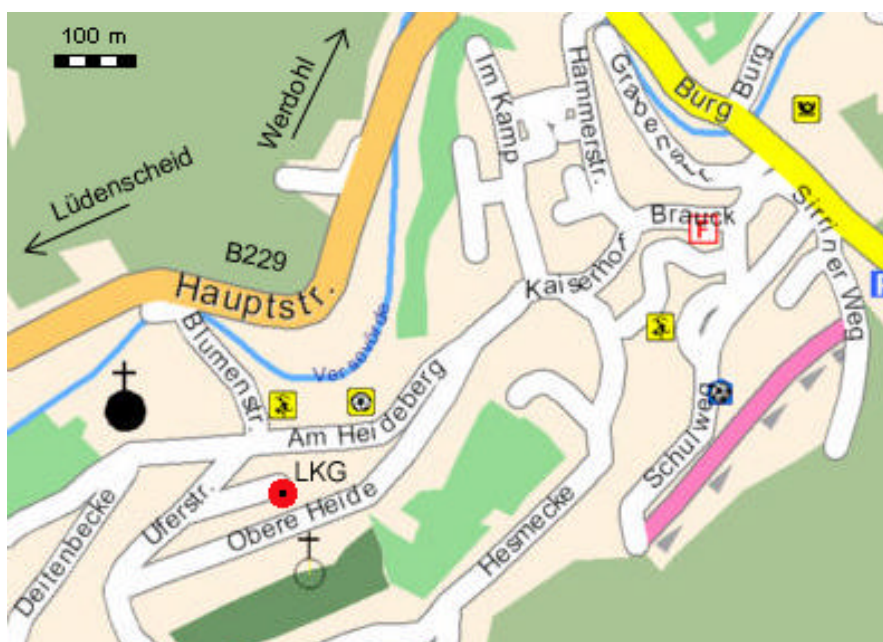 100 m
Werdohl
Lüdenscheid
B229
Hauptstr.
Im Kamp
Hammerstr.
Burg
Burg
Brauck
F
Sirriner Weg
Kaiserhof
Blumenstr.
Am Heideberg
LKG
Uferstr.
Obere Heide
Deitenbecke
Hesmecke
Schulweg